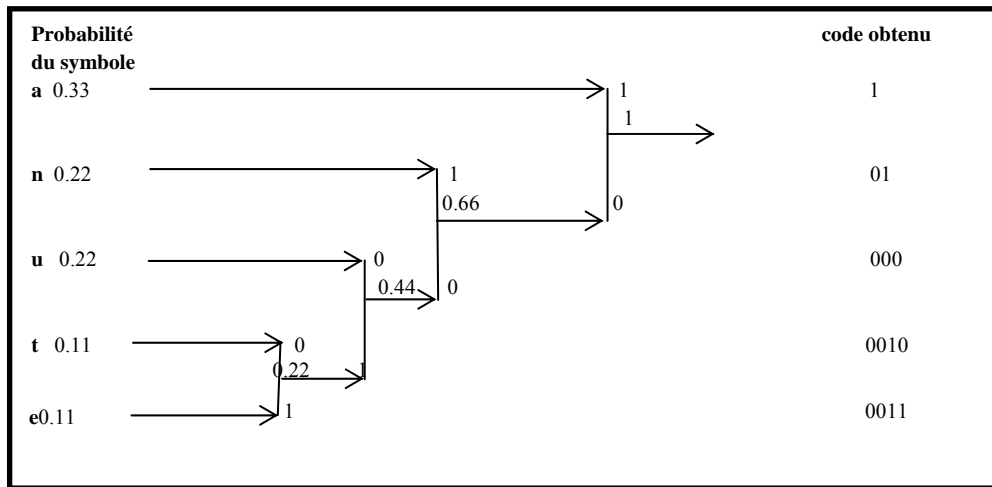 Probabilité code obtenu
du symbole
a 0.33 1 1
1
n 0.22 1 01
0.66 0
u 0.22 0 000
0.44 0
t 0.11 0 0010
0.22 1
e0.11 1 0011